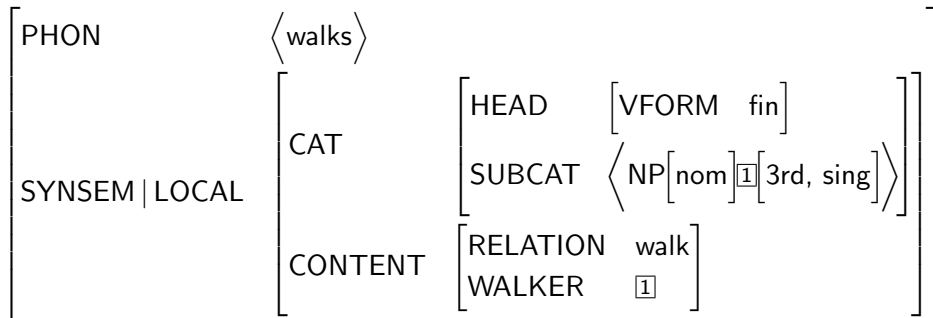 PHON ⟨walks⟩
HEAD [VFORM fin]
CAT
SUBCAT ⟨NP[nom]1[3rd, sing]⟩
SYNSEM | LOCAL
RELATION walk
CONTENT
WALKER 1